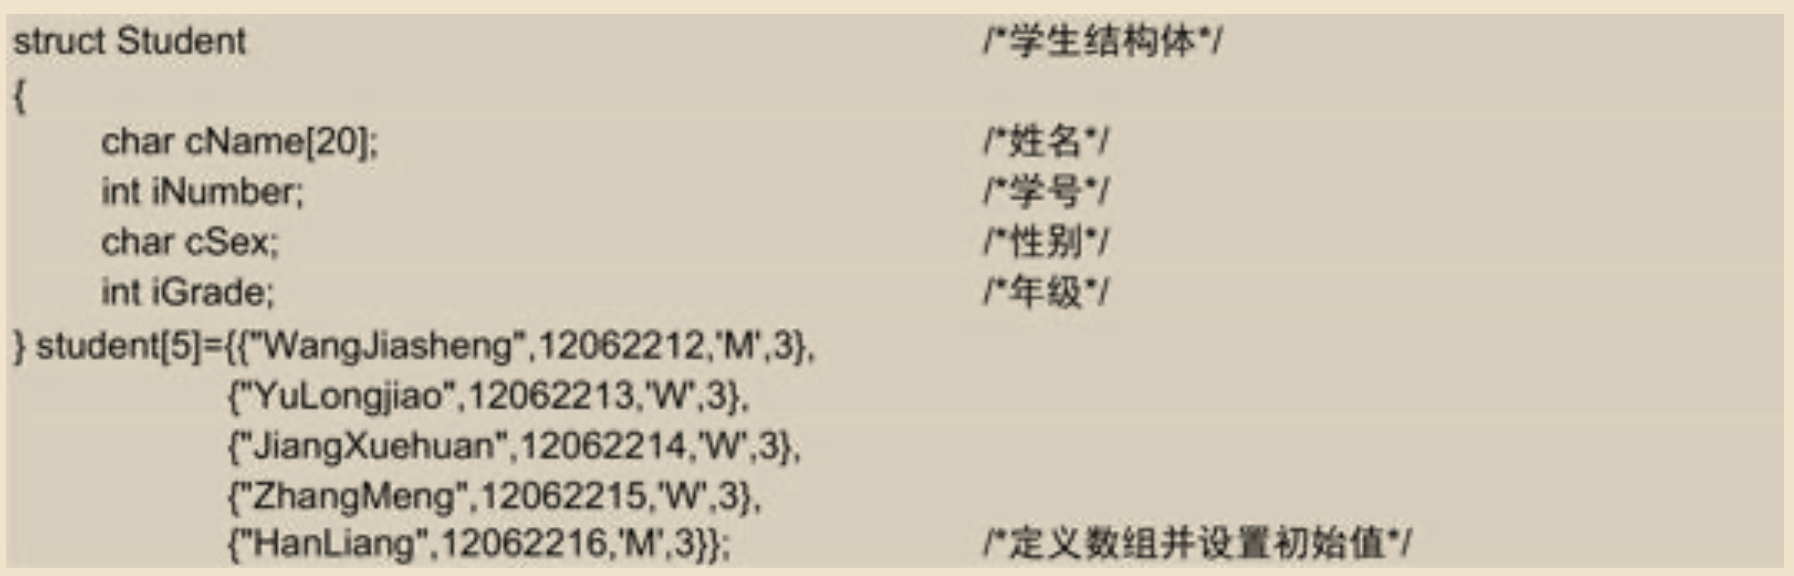 struct Student /*学生结构体*/
{
char cName[20]; /*姓名*/
int iNumber; /*学号*/
char cSex; /*性别*/
int iGrade; /*年级*/
} student[5]={{"WangJiasheng",12062212,'M',3},
{"YuLongjiao",12062213,'W',3},
{"JiangXuehuan",12062214,'W',3},
{"ZhangMeng",12062215,'W',3},
{"HanLiang",12062216,'M',3}}; /*定义数组并设置初始值*/